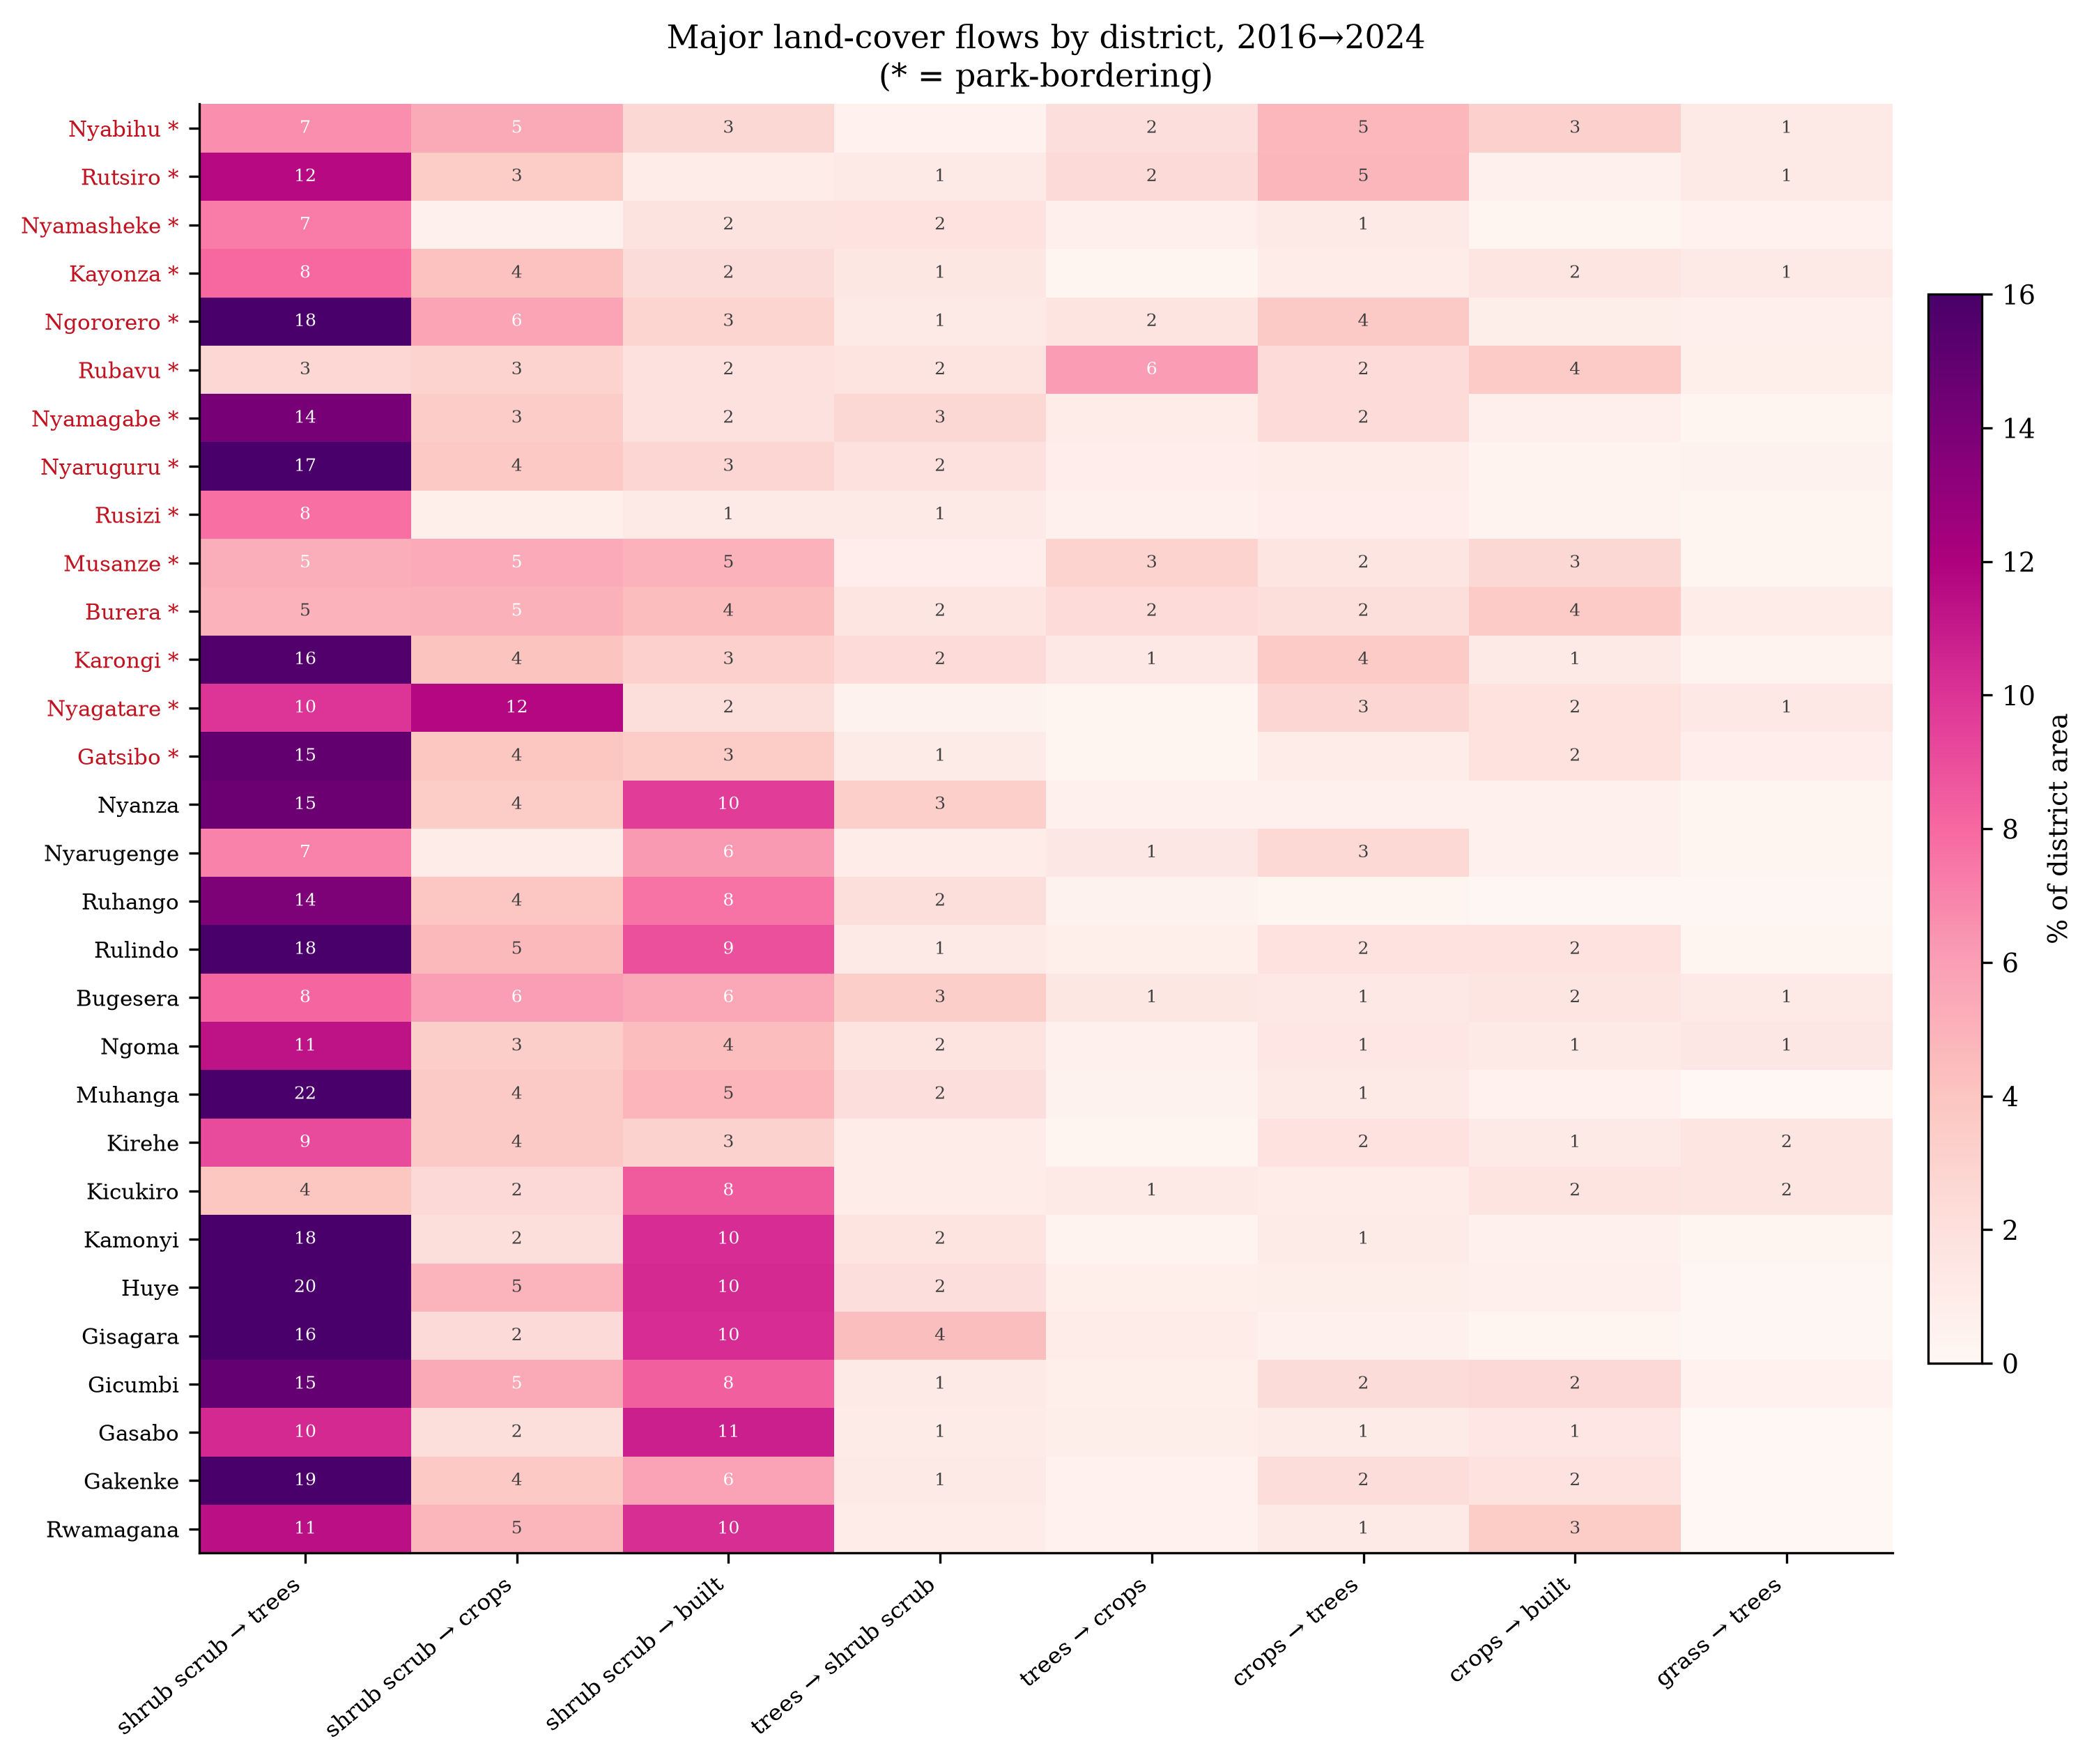 Major land-cover flows by district, 2016→2024
(* = park-bordering)
Nyabihu * 7 5 3 2 5 3 1
Rutsiro * 12 3 1 2 5 1
Nyamasheke * 7 2 2 1
Kayonza * 8 4 2 1 2 1
Ngororero * 18 6 3 1 2 4
Rubavu * 3 3 2 2 6 2 4
Nyamagabe * 14 3 2 3 2
Nyaruguru * 17 4 3 2
Rusizi * 8 1 1
Musanze * 5 5 5 3 2 3
Burera * 5 5 4 2 2 2 4
Karongi * 16 4 3 2 1 4 1
Nyagatare * 10 12 2 3 2 1
Gatsibo * 15 4 3 1 2
Nyanza 15 4 10 3
Nyarugenge 7 6 1 3
Ruhango 14 4 8 2
Rulindo 18 5 9 1 2 2
Bugesera 8 6 6 3 1 1 2 1
Ngoma 11 3 4 2 1 1 1
Muhanga 22 4 5 2 1
Kirehe 9 4 3 2 1 2
Kicukiro 4 2 8 1 2 2
Kamonyi 18 2 10 2 1
Huye 20 5 10 2
Gisagara 16 2 10 4
Gicumbi 15 5 8 1 2 2
Gasabo 10 2 11 1 1 1
Gakenke 19 4 6 1 2 2
Rwamagana 11 5 10 1 3
shrub scrub → trees
shrub scrub → crops
shrub scrub → built
trees → shrub scrub
trees → crops
crops → trees
crops → built
grass → trees
16
14
12
10
8
6
4
2
0
% of district area